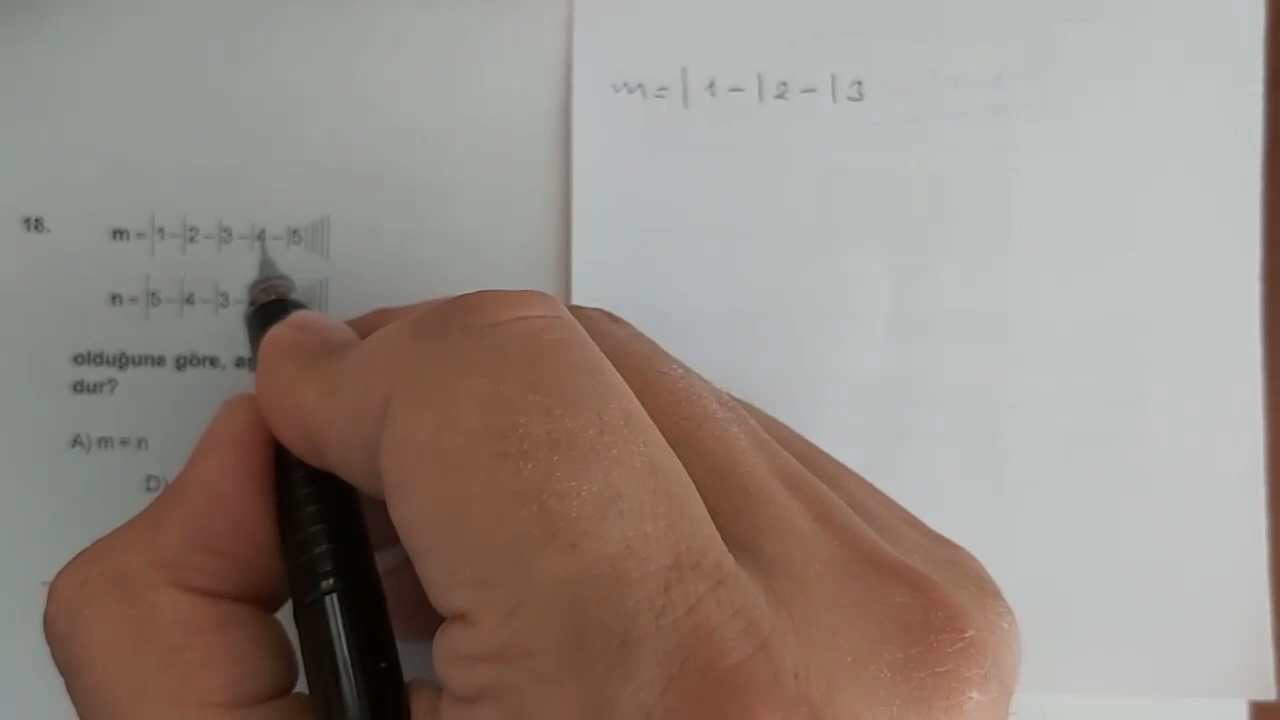 18.
m = |1 - |2 - |3 - |4 - |5|||||
n = |5 - |4 - |3 -
olduğuna göre,
dur?
A) m = n
D)
m = | 1 - | 2 - | 3